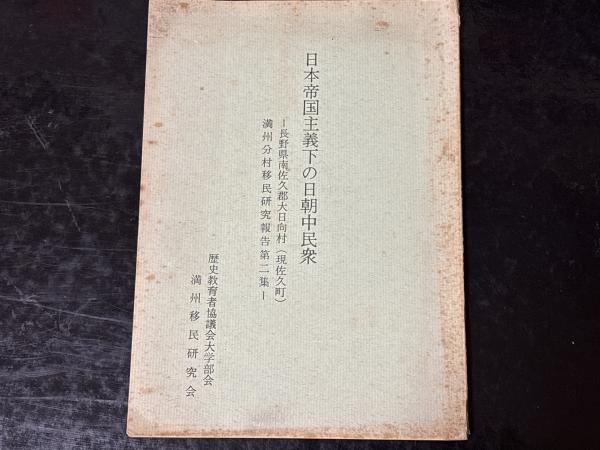 日本帝国主義下の日朝中民衆
―長野県南佐久郡大日向村（現佐久町）
満州分村移民研究報告第二集―
歴史教育者協議会大学部会
満州移民研究会